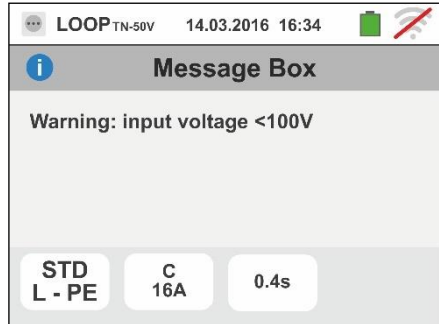 LOOP TN-50V 14.03.2016 16:34
i Message Box
Warning: input voltage <100V
STD C 0.4s
L - PE 16A